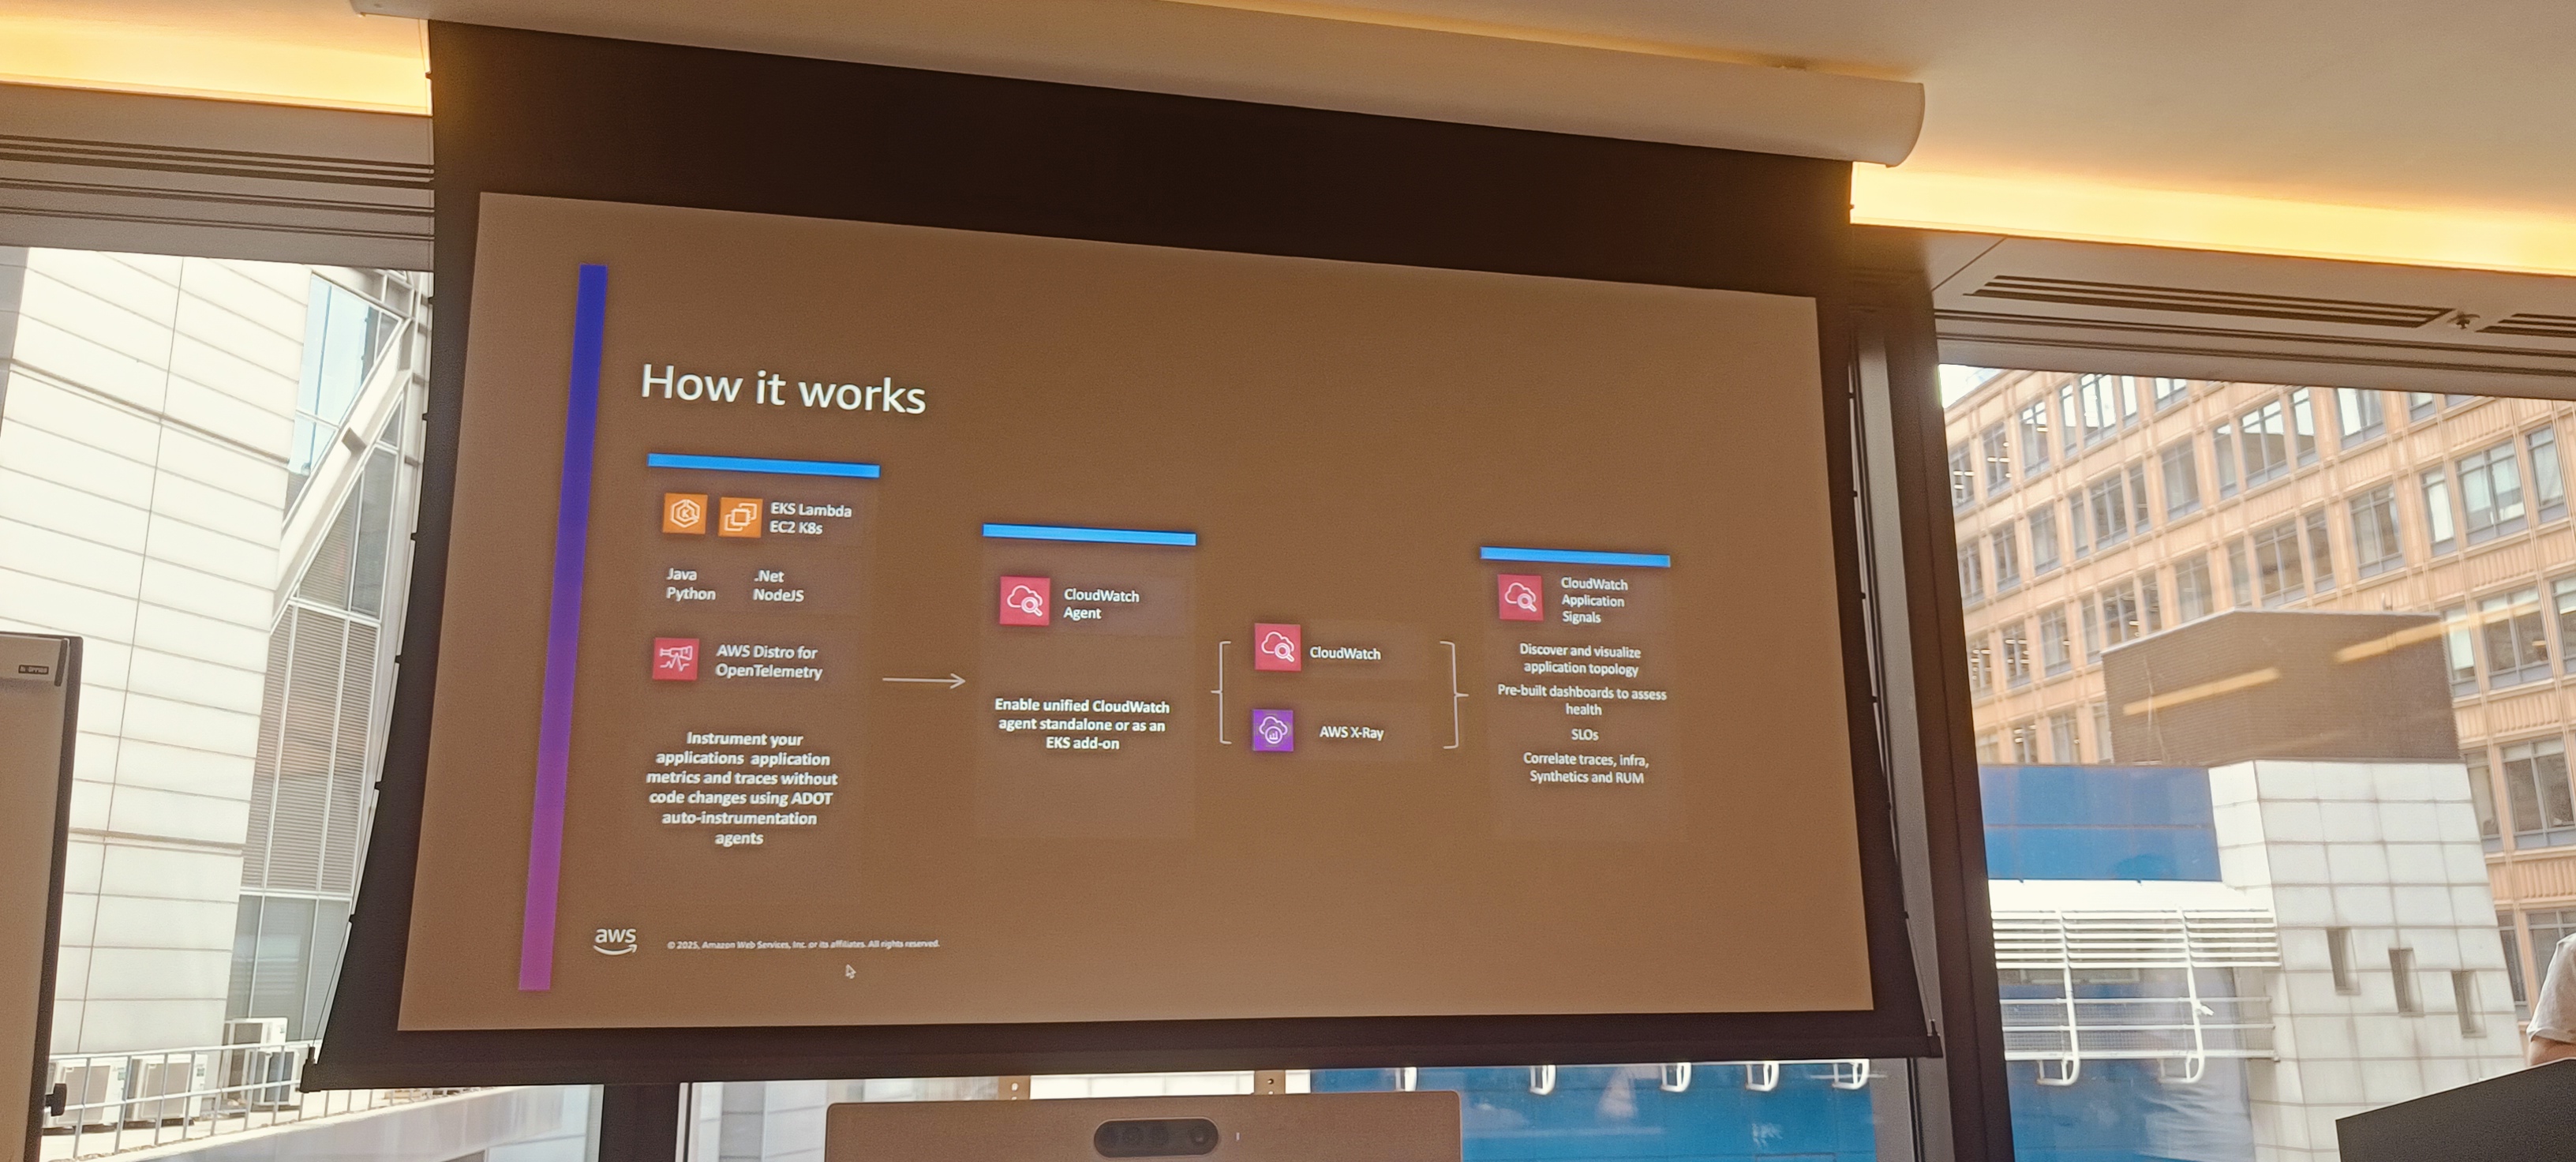 How it works
EKS Lambda
EC2 K8s
Java
.Net
Python
NodeJS
AWS Distro for
OpenTelemetry
Instrument your
applications application
metrics and traces without
code changes using ADOT
auto-instrumentation
agents
CloudWatch
Agent
Enable unified CloudWatch
agent standalone or as an
EKS add-on
CloudWatch
AWS X-Ray
CloudWatch
Application
Signals
Discover and visualize
application topology
Pre-built dashboards to assess
health
SLOs
Correlate traces, infra,
Synthetics and RUM
aws
© 2025, Amazon Web Services, Inc. or its affiliates. All rights reserved.